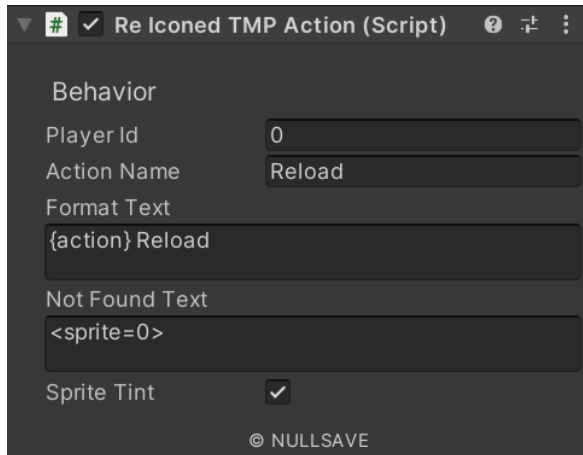 Re Iconed TMP Action (Script)
Behavior
Player Id 0
Action Name Reload
Format Text
{action} Reload
Not Found Text
<sprite=0>
Sprite Tint
© NULLSAVE